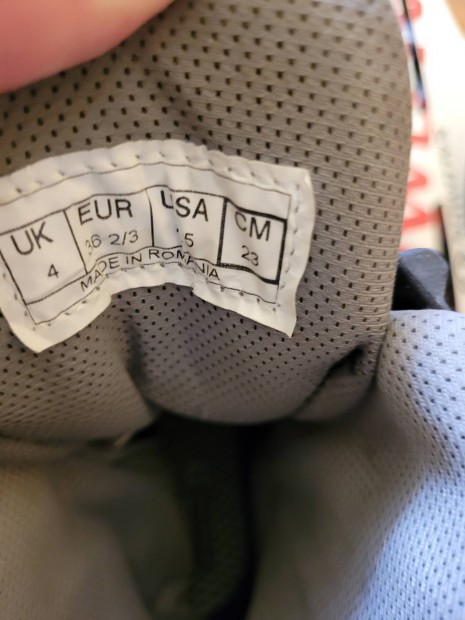 UK EUR USA CM
4 36 2/3 5 23
MADE IN ROMANIA